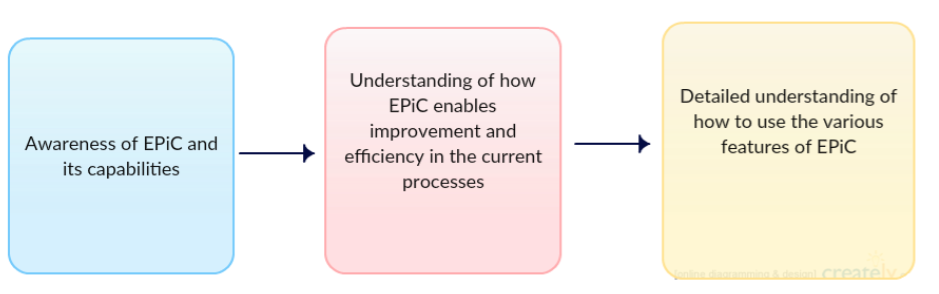 Awareness of EPiC and
its capabilities
Understanding of how
EPiC enables
improvement and
efficiency in the current
processes
Detailed understanding of
how to use the various
features of EPiC
[online diagramming & design]
creately